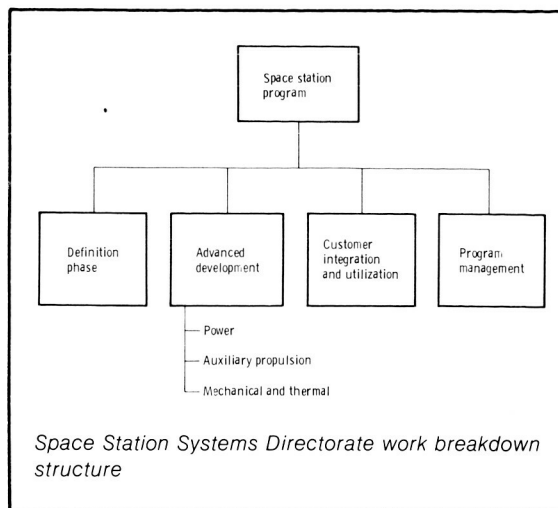 Space station
program
Definition
phase
Advanced
development
Customer
integration
and utilization
Program
management
Power
Auxiliary propulsion
Mechanical and thermal
Space Station Systems Directorate work breakdown
structure